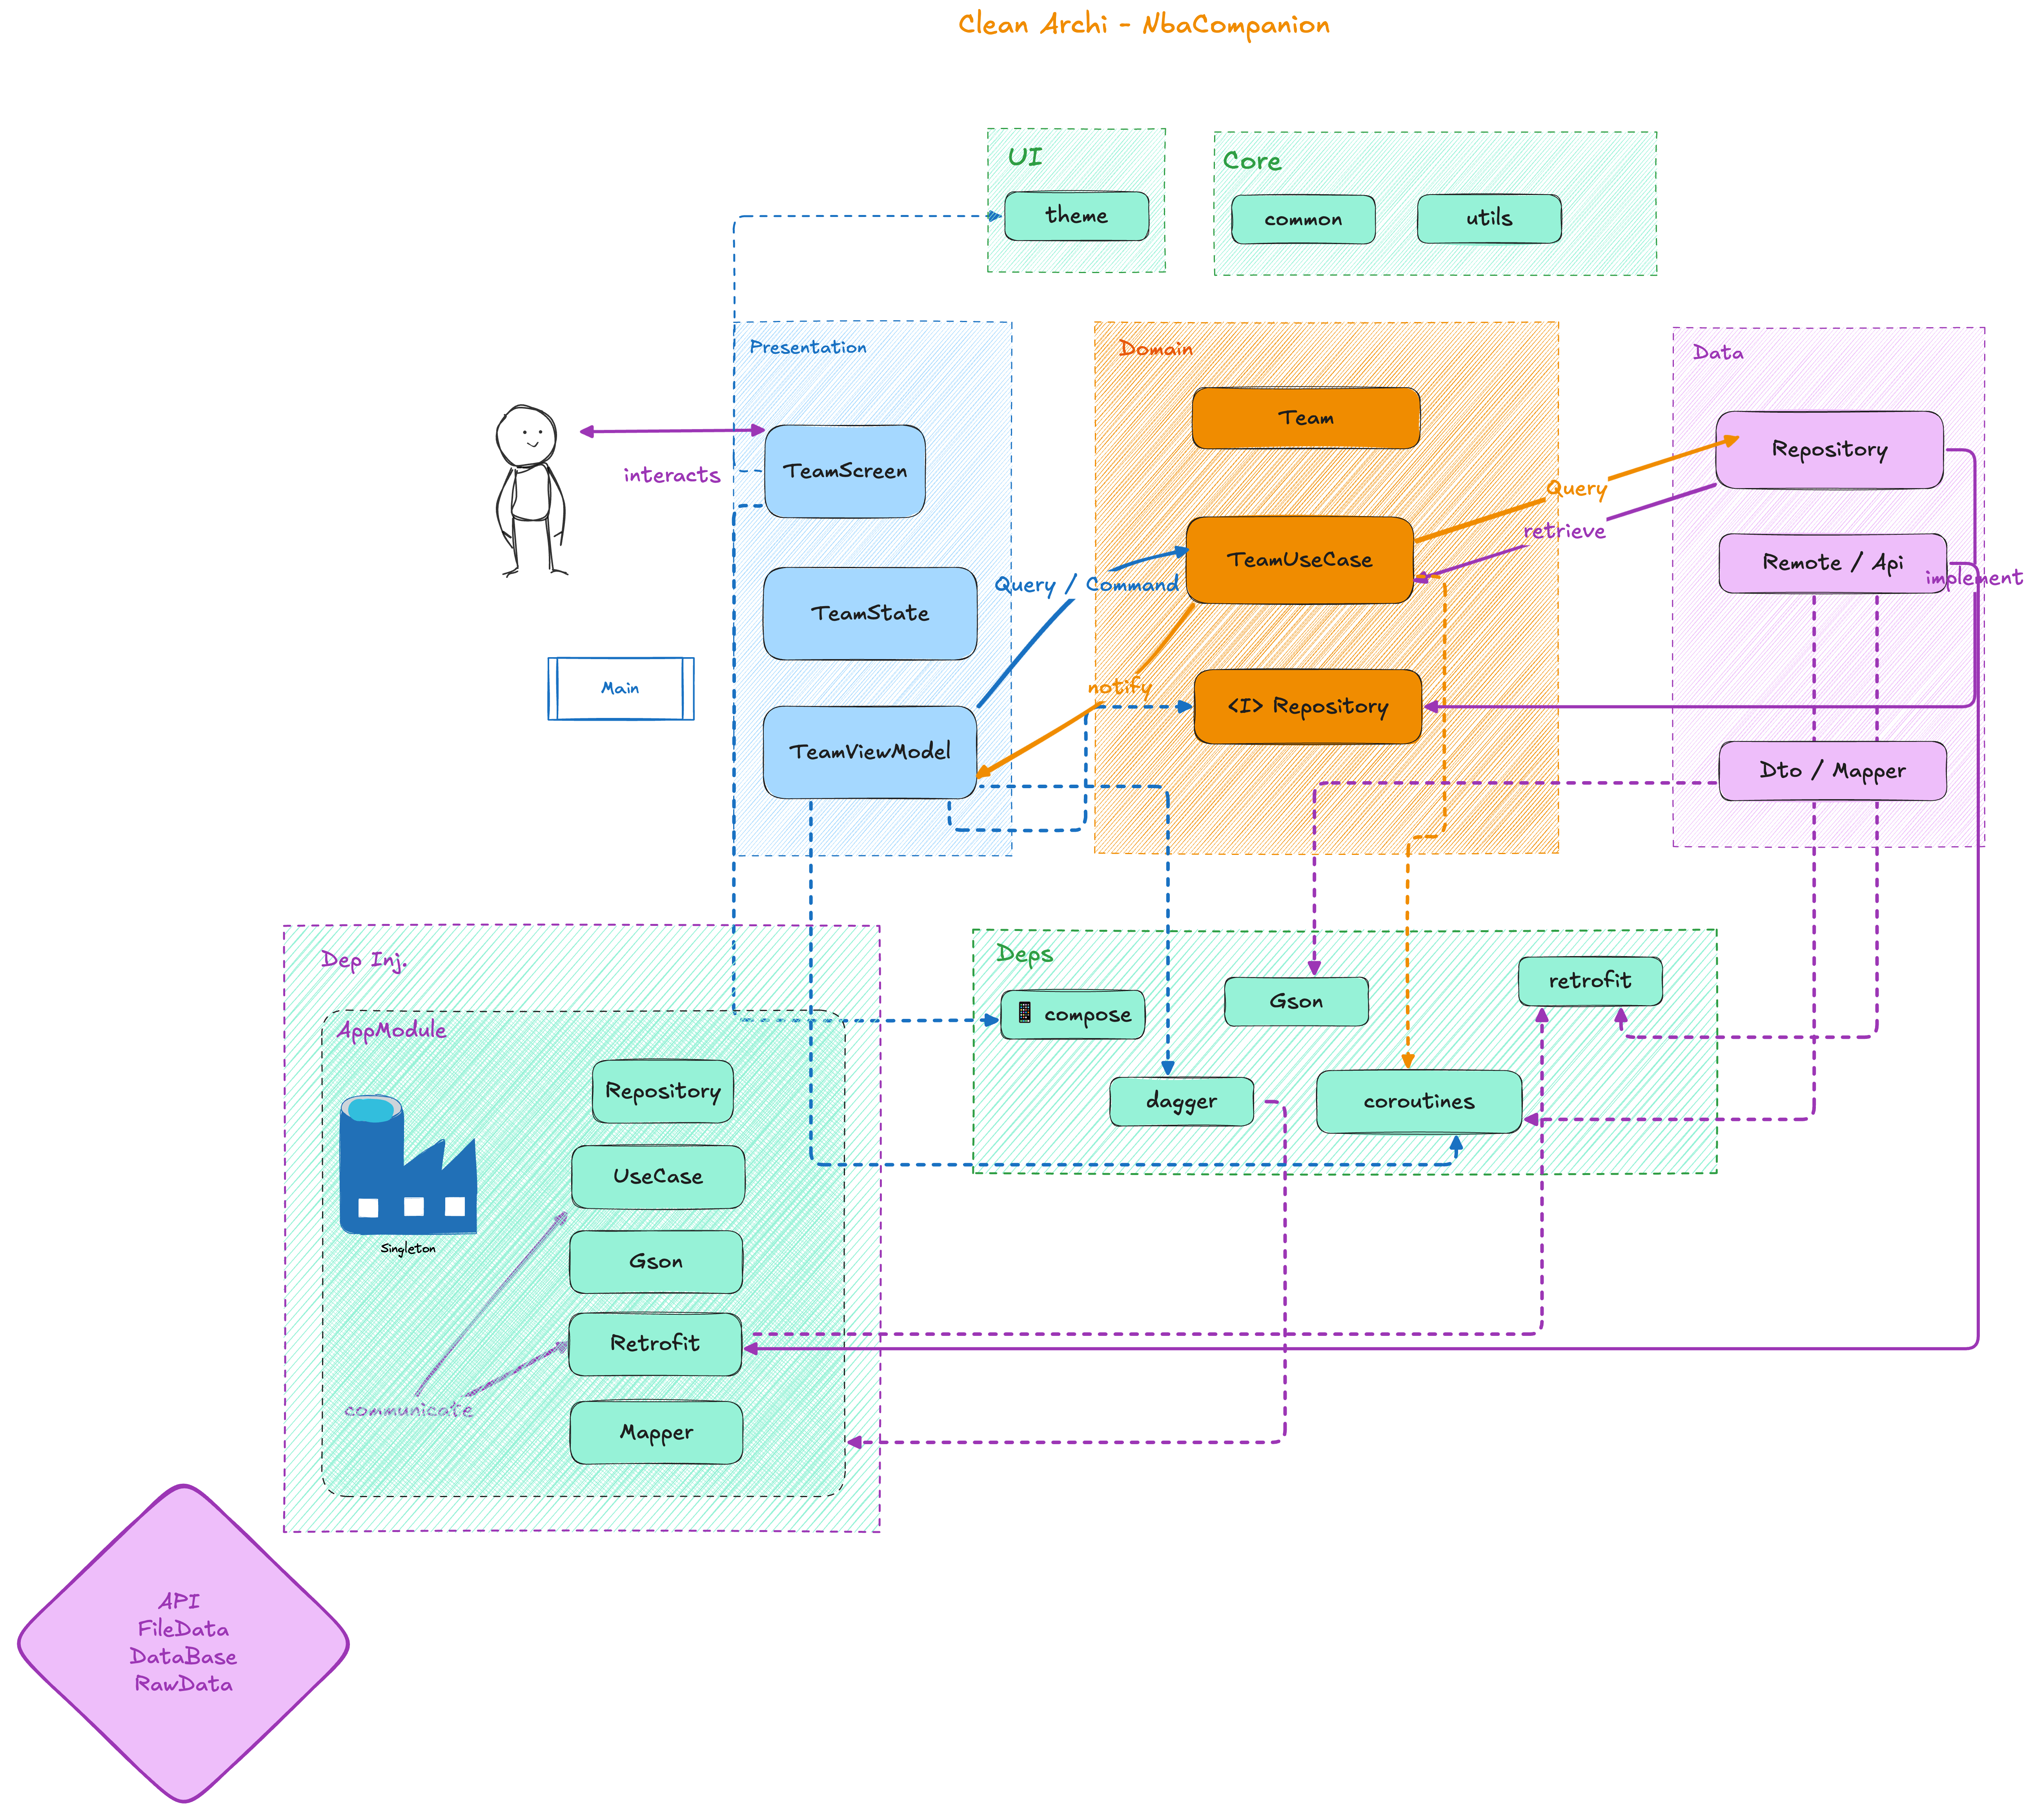 Clean Archi - NbaCompanion
UI
theme
Core
common
utils
Presentation
TeamScreen
TeamState
TeamViewModel
Domain
Team
TeamUseCase
<I> Repository
Data
Repository
Remote / Api
Dto / Mapper
interacts
Main
Query / Command
notify
Query
retrieve
implement
Dep Inj.
AppModule
Singleton
Repository
UseCase
Gson
Retrofit
Mapper
communicate
Deps
compose
Gson
retrofit
dagger
coroutines
API
FileData
DataBase
RawData